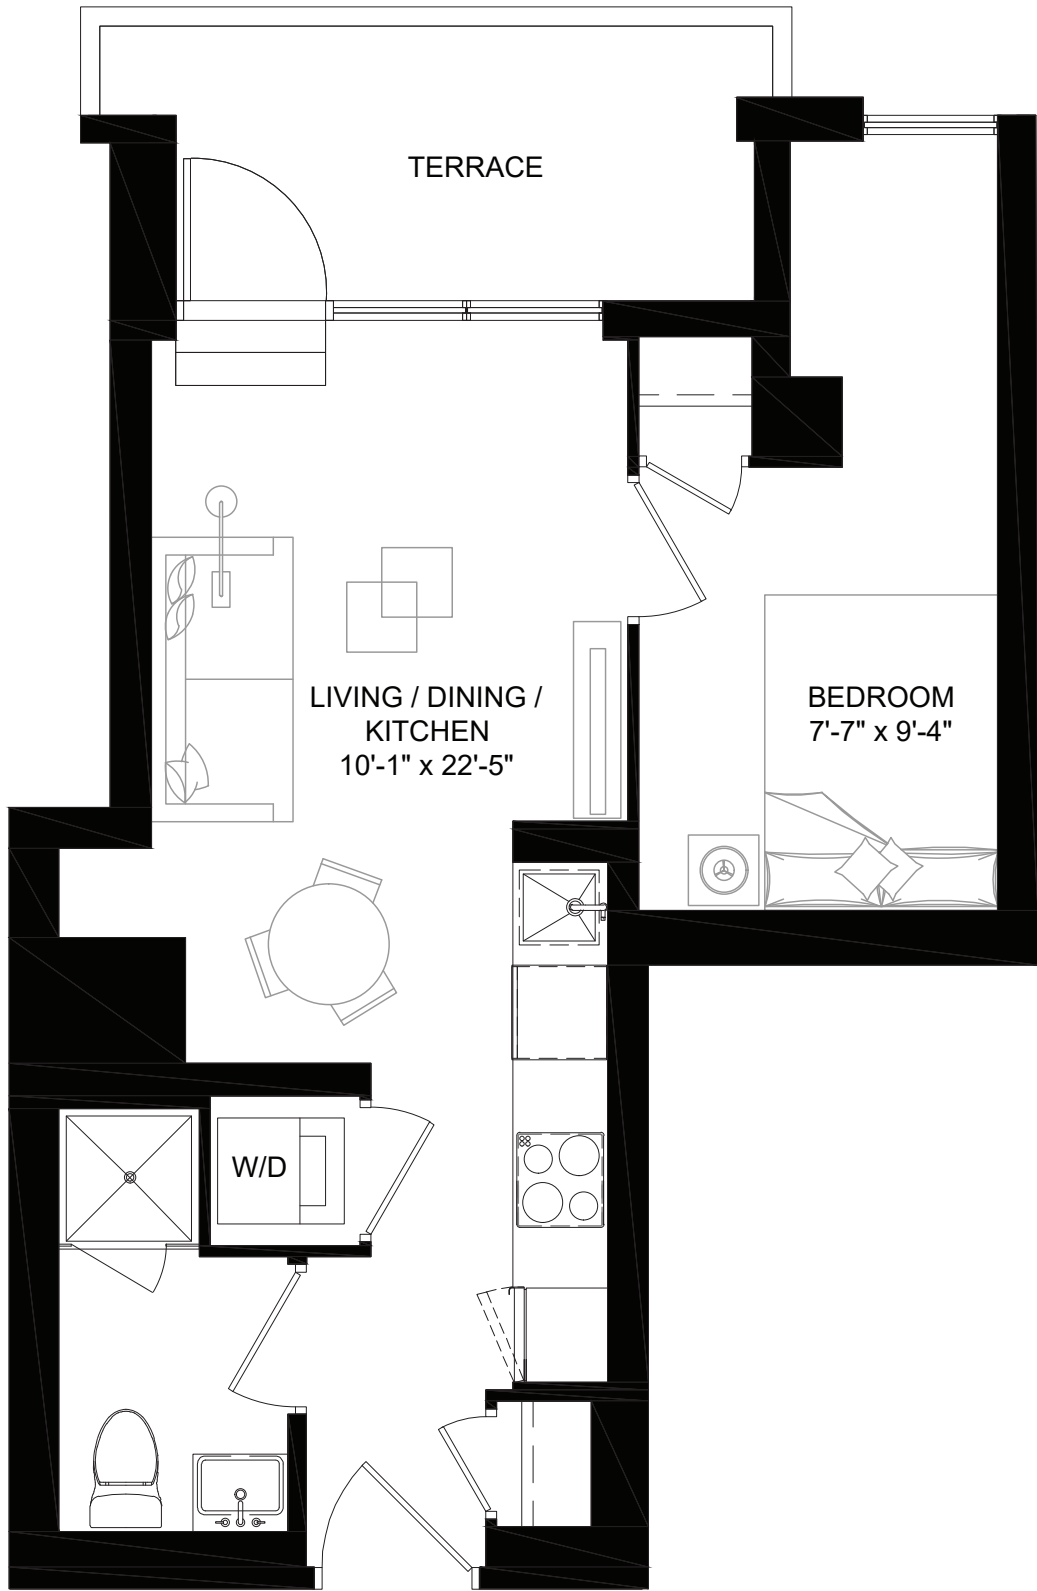 TERRACE
LIVING / DINING /
KITCHEN
10'-1" x 22'-5"
BEDROOM
7'-7" x 9'-4"
W/D